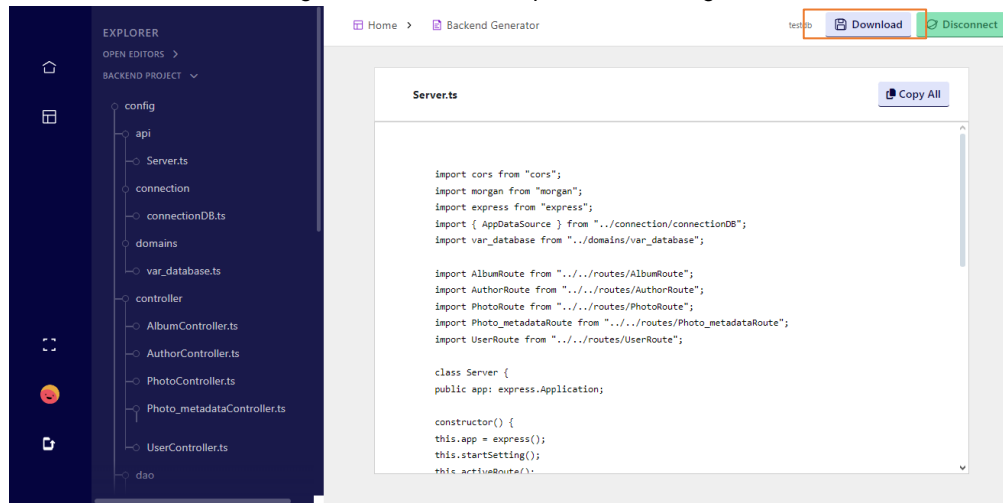 EXPLORER
OPEN EDITORS >
BACKEND PROJECT
config
api
Server.ts
connection
connectionDB.ts
domains
var_database.ts
controller
AlbumController.ts
AuthorController.ts
PhotoController.ts
Photo_metadataController.ts
UserController.ts
dao
Home > Backend Generator
testdb Download Disconnect
Server.ts Copy All
import cors from "cors";
import morgan from "morgan";
import express from "express";
import { AppDataSource } from "../connection/connectionDB";
import var_database from "../domains/var_database";
import AlbumRoute from "../../routes/AlbumRoute";
import AuthorRoute from "../../routes/AuthorRoute";
import PhotoRoute from "../../routes/PhotoRoute";
import Photo_metadataRoute from "../../routes/Photo_metadataRoute";
import UserRoute from "../../routes/UserRoute";
class Server {
public app: express.Application;
constructor() {
this.app = express();
this.startSetting();
this.activeRoute();